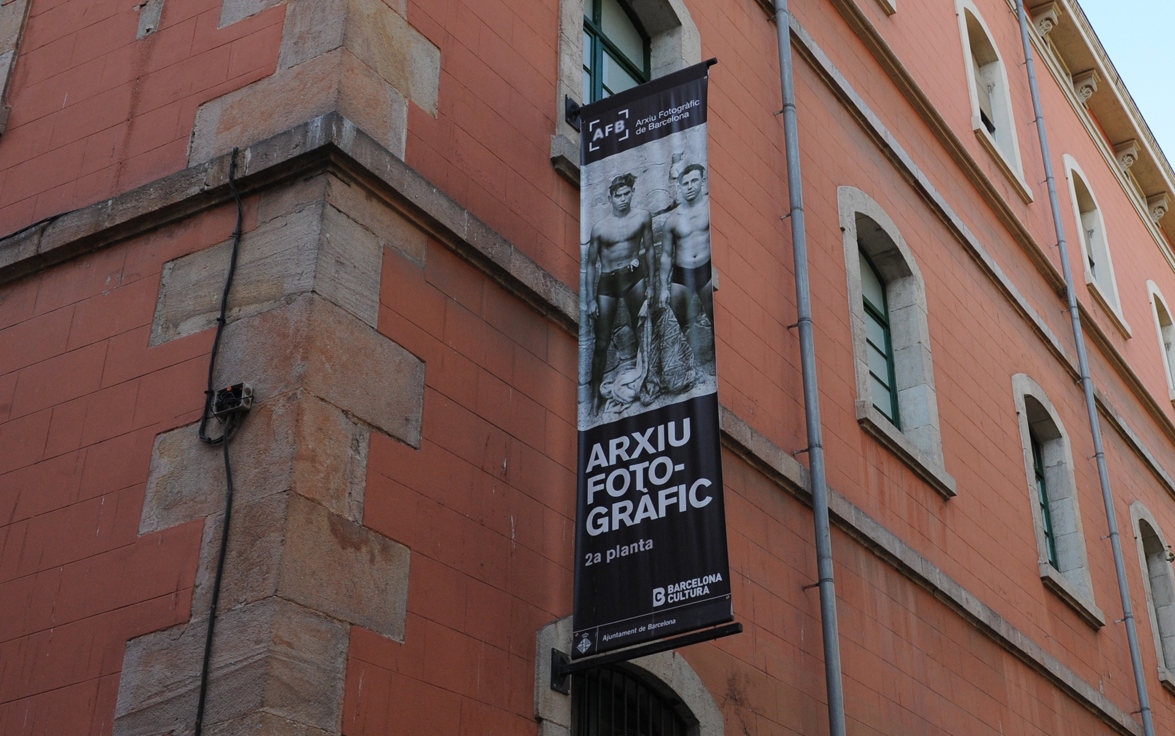 AFB
Arxiu Fotogràfic
de Barcelona
ARXIU
FOTO-
GRÀFIC
2a planta
BARCELONA
CULTURA
Ajuntament de Barcelona